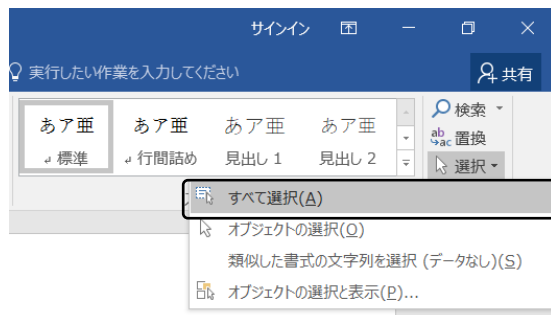 サインイン
実行したい作業を入力してください
共有
あア亜 あア亜 あア亜 あア亜
↲ 標準 ↲ 行間詰め 見出し 1 見出し 2
検索
ab
ac 置換
選択
すべて選択(A)
オブジェクトの選択(O)
類似した書式の文字列を選択 (データなし)(S)
オブジェクトの選択と表示(P)...